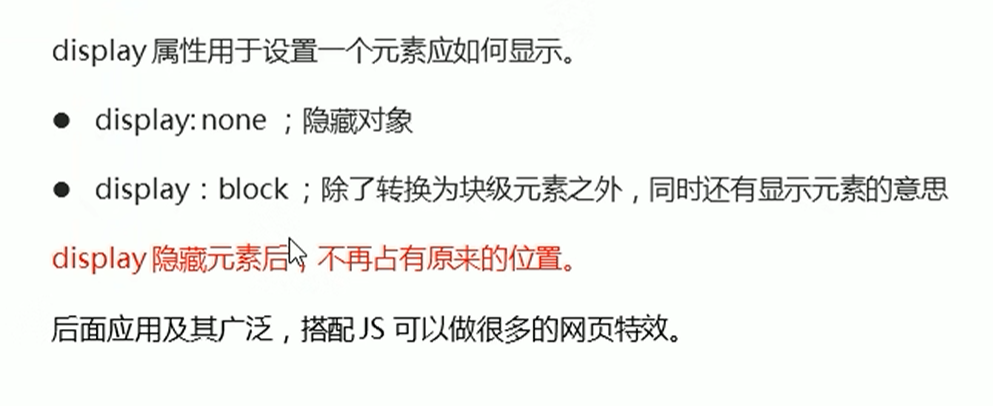 display 属性用于设置一个元素应如何显示。
● display: none ；隐藏对象
● display：block ；除了转换为块级元素之外，同时还有显示元素的意思
display 隐藏元素后，不再占有原来的位置。
后面应用及其广泛，搭配 JS 可以做很多的网页特效。